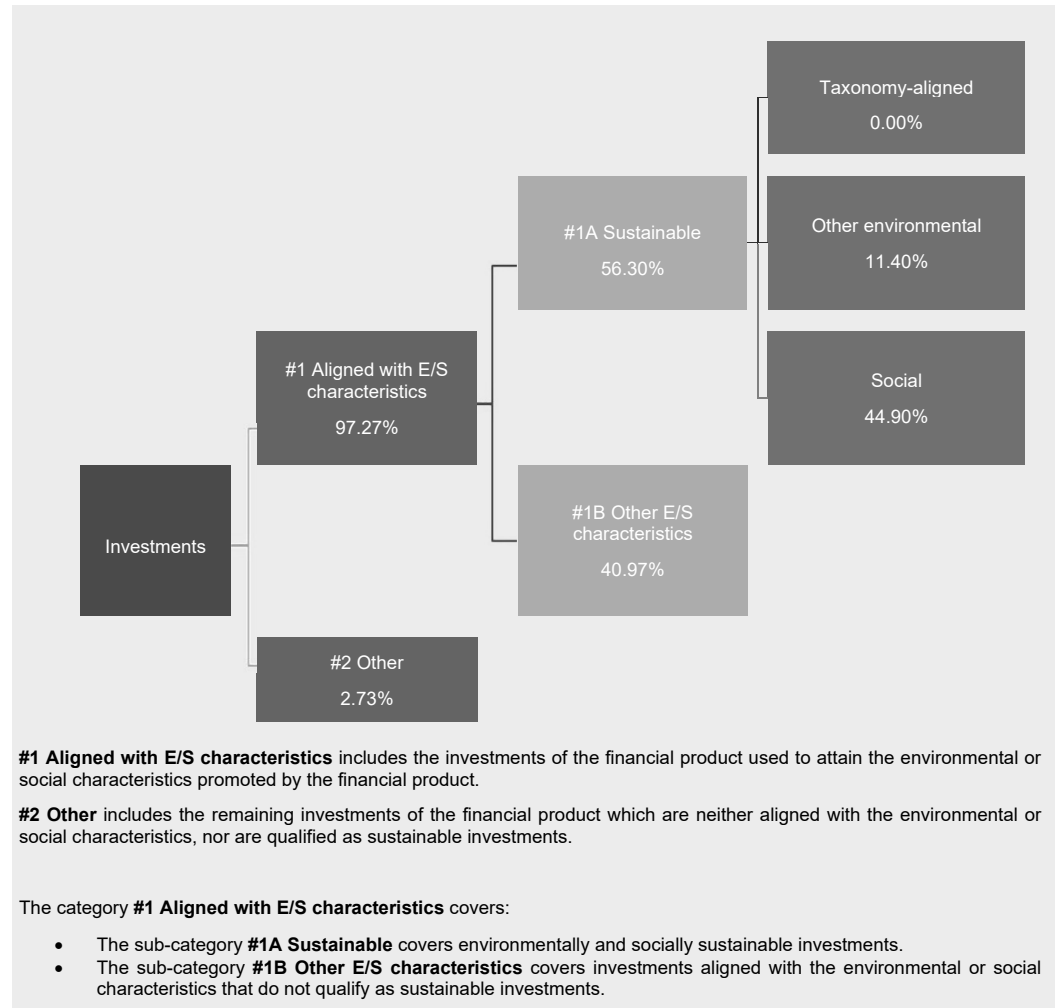 Taxonomy-aligned
0.00%
#1A Sustainable
56.30%
Other environmental
11.40%
#1 Aligned with E/S
characteristics
97.27%
Social
44.90%
Investments
#1B Other E/S
characteristics
40.97%
#2 Other
2.73%
#1 Aligned with E/S characteristics includes the investments of the financial product used to attain the environmental or
social characteristics promoted by the financial product.
#2 Other includes the remaining investments of the financial product which are neither aligned with the environmental or
social characteristics, nor are qualified as sustainable investments.
The category #1 Aligned with E/S characteristics covers:
• The sub-category #1A Sustainable covers environmentally and socially sustainable investments.
• The sub-category #1B Other E/S characteristics covers investments aligned with the environmental or social
characteristics that do not qualify as sustainable investments.